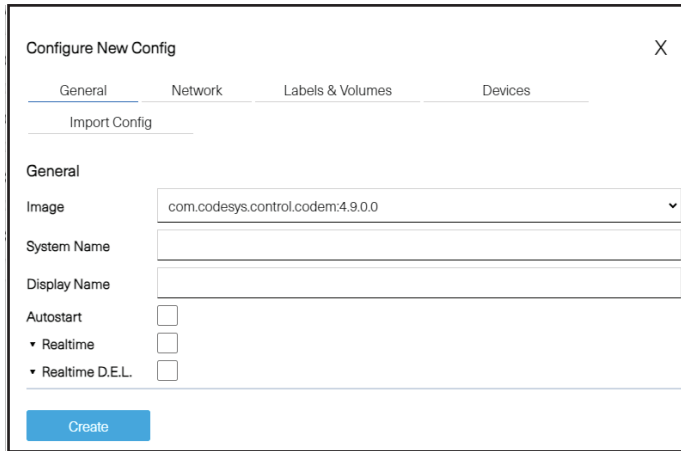 Configure New Config X
General Network Labels & Volumes Devices
Import Config
General
Image com.codesys.control.codem:4.9.0.0
System Name
Display Name
Autostart
Realtime
Realtime D.E.L.
Create